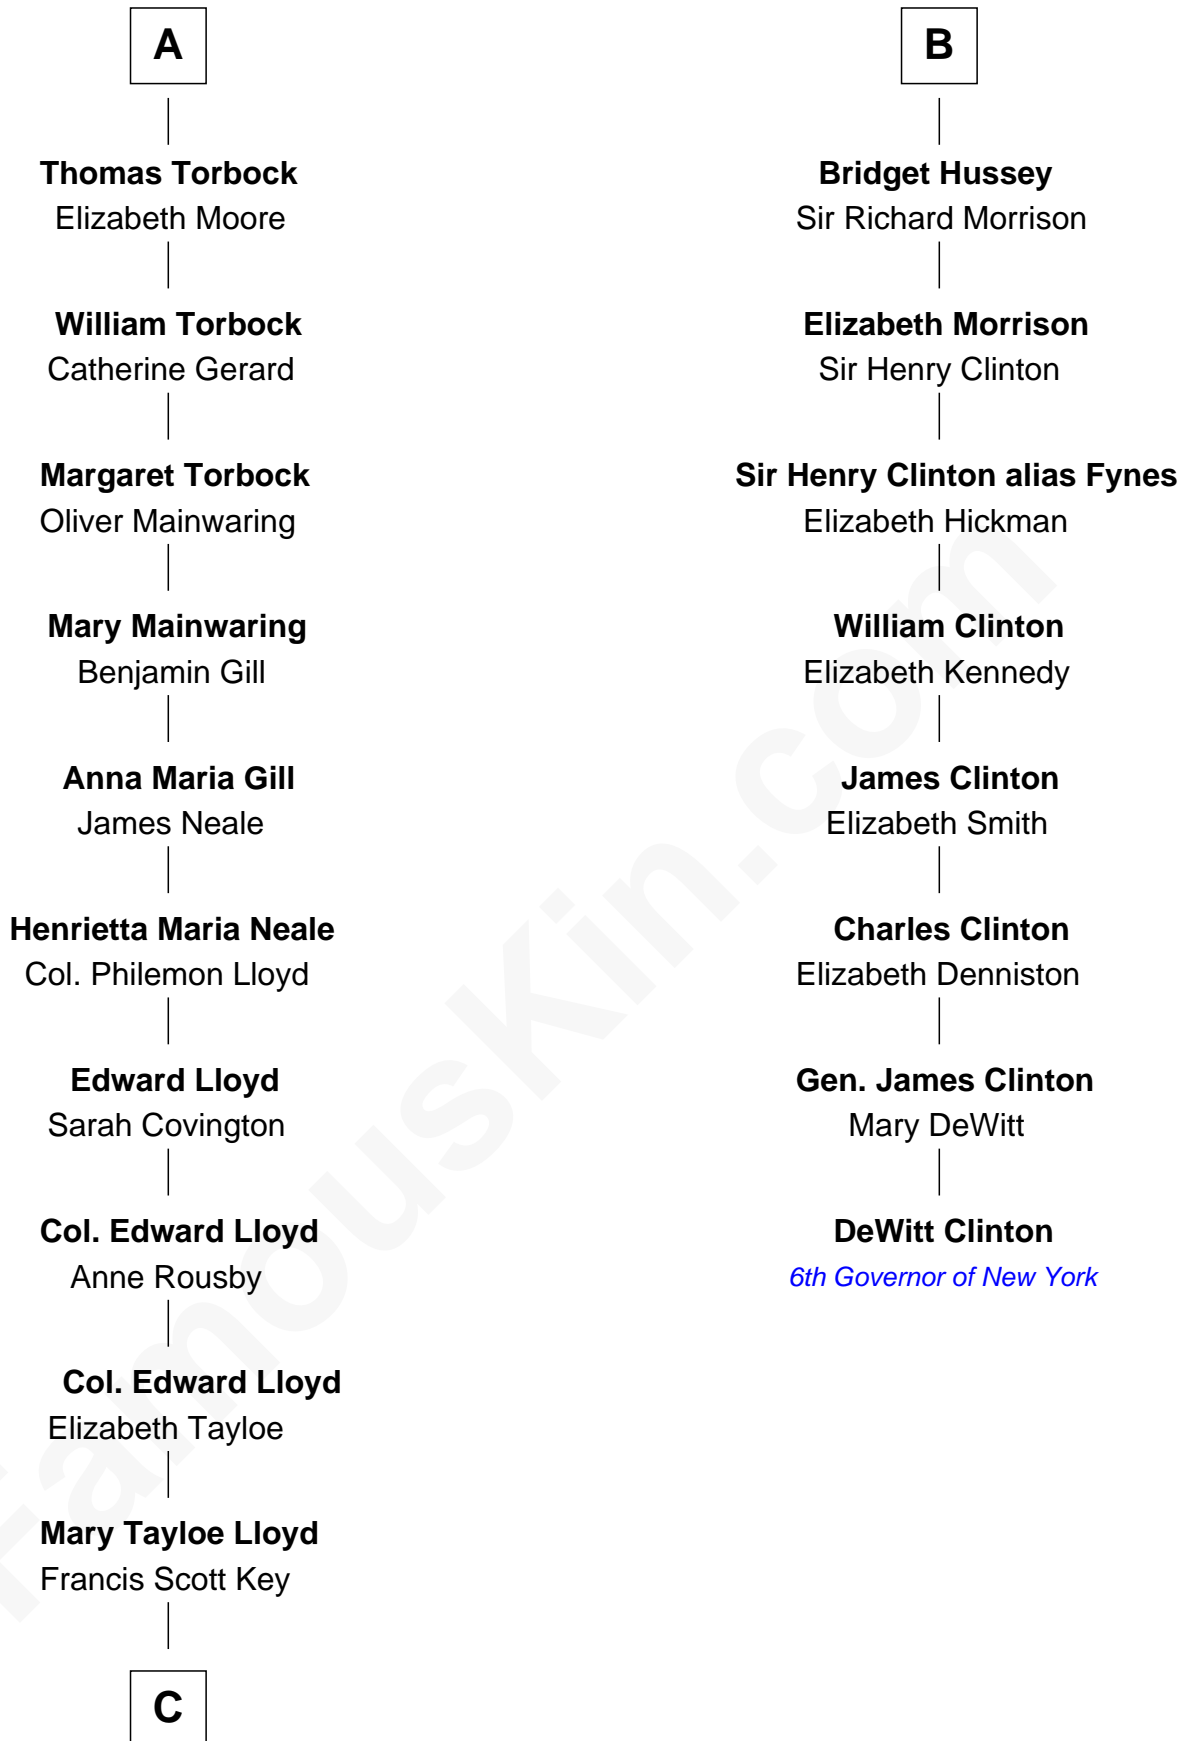 A
Thomas Torbock
Elizabeth Moore
William Torbock
Catherine Gerard
Margaret Torbock
Oliver Mainwaring
Mary Mainwaring
Benjamin Gill
Anna Maria Gill
James Neale
Henrietta Maria Neale
Col. Philemon Lloyd
Edward Lloyd
Sarah Covington
Col. Edward Lloyd
Anne Rousby
Col. Edward Lloyd
Elizabeth Tayloe
Mary Tayloe Lloyd
Francis Scott Key
C
B
Bridget Hussey
Sir Richard Morrison
Elizabeth Morrison
Sir Henry Clinton
Sir Henry Clinton alias Fynes
Elizabeth Hickman
William Clinton
Elizabeth Kennedy
James Clinton
Elizabeth Smith
Charles Clinton
Elizabeth Denniston
Gen. James Clinton
Mary DeWitt
DeWitt Clinton
6th Governor of New York
FamousKin.com